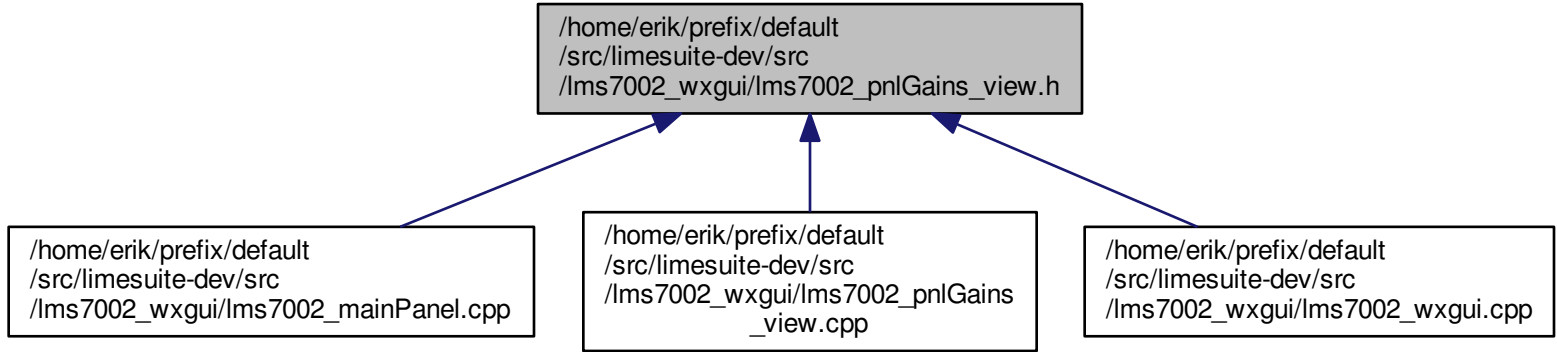 /home/erik/prefix/default
/src/limesuite-dev/src
/lms7002_wxgui/lms7002_pnlGains_view.h
/home/erik/prefix/default
/src/limesuite-dev/src
/lms7002_wxgui/lms7002_mainPanel.cpp
/home/erik/prefix/default
/src/limesuite-dev/src
/lms7002_wxgui/lms7002_pnlGains
_view.cpp
/home/erik/prefix/default
/src/limesuite-dev/src
/lms7002_wxgui/lms7002_wxgui.cpp